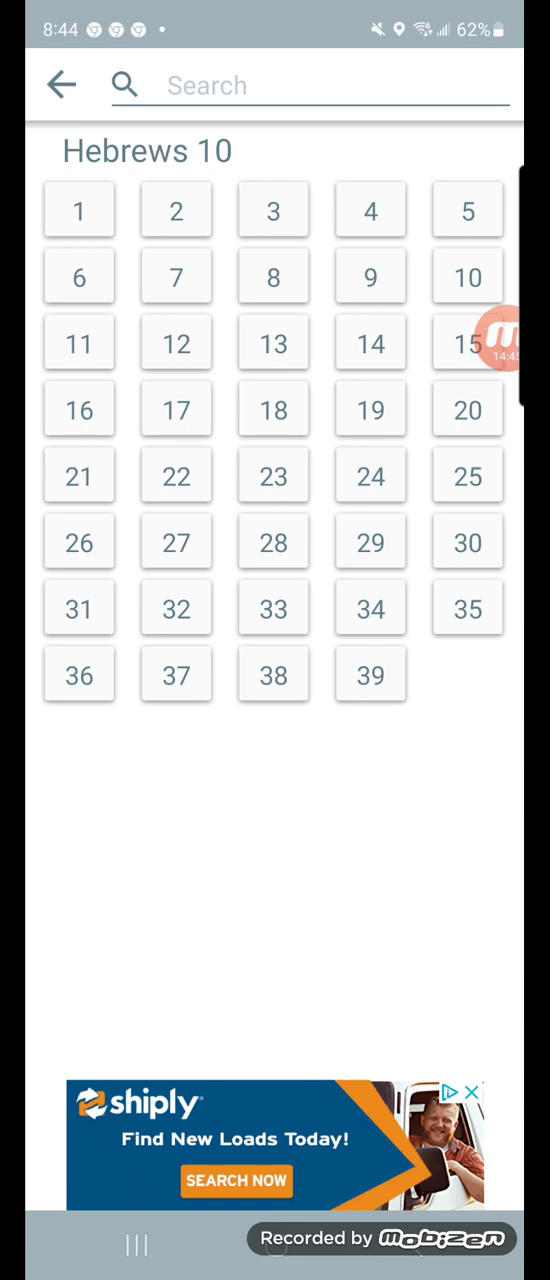 8:44 62%
Search
Hebrews 10
1 2 3 4 5
6 7 8 9 10
11 12 13 14 15
14:45
16 17 18 19 20
21 22 23 24 25
26 27 28 29 30
31 32 33 34 35
36 37 38 39
shiply
Find New Loads Today!
SEARCH NOW
Recorded by mobizen